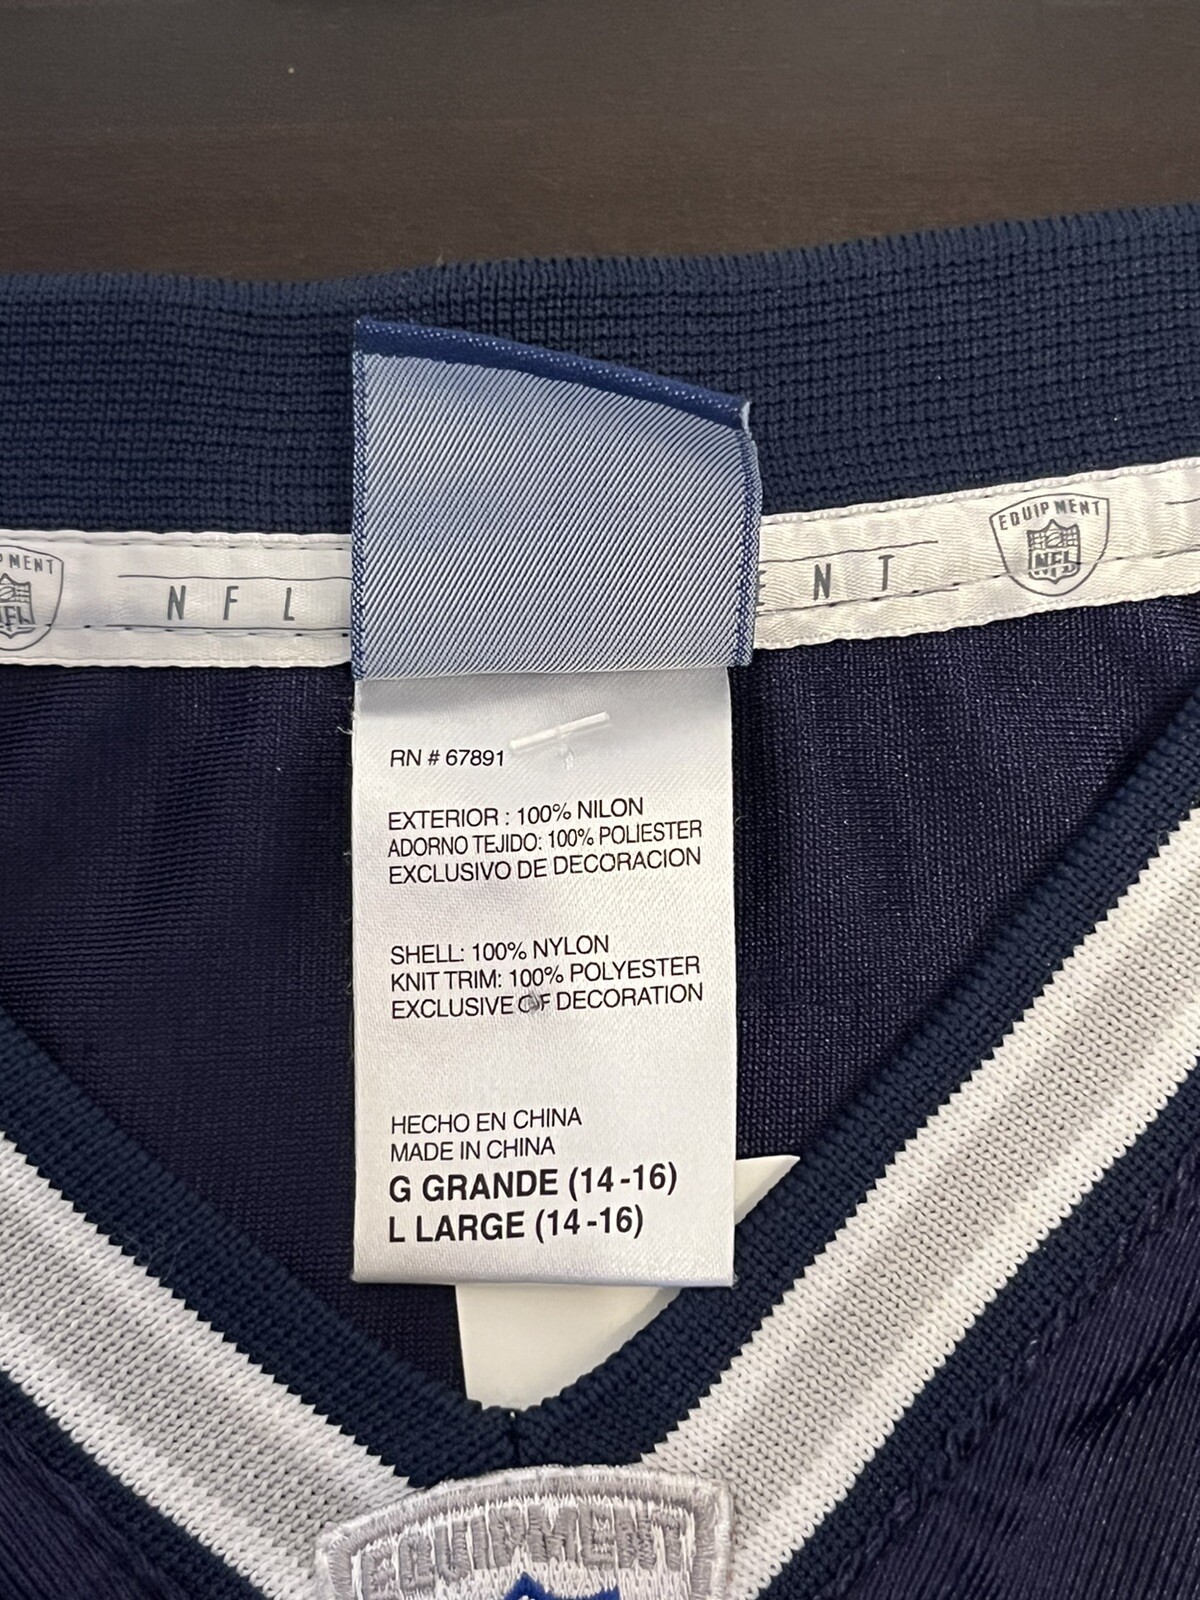 EQUIPMENT
NFL
NFL
NT
EQUIPMENT
NFL
RN # 67891
EXTERIOR : 100% NILON
ADORNO TEJIDO: 100% POLIESTER
EXCLUSIVO DE DECORACION
SHELL: 100% NYLON
KNIT TRIM: 100% POLYESTER
EXCLUSIVE OF DECORATION
HECHO EN CHINA
MADE IN CHINA
G GRANDE (14-16)
L LARGE (14-16)
EQUIPMENT